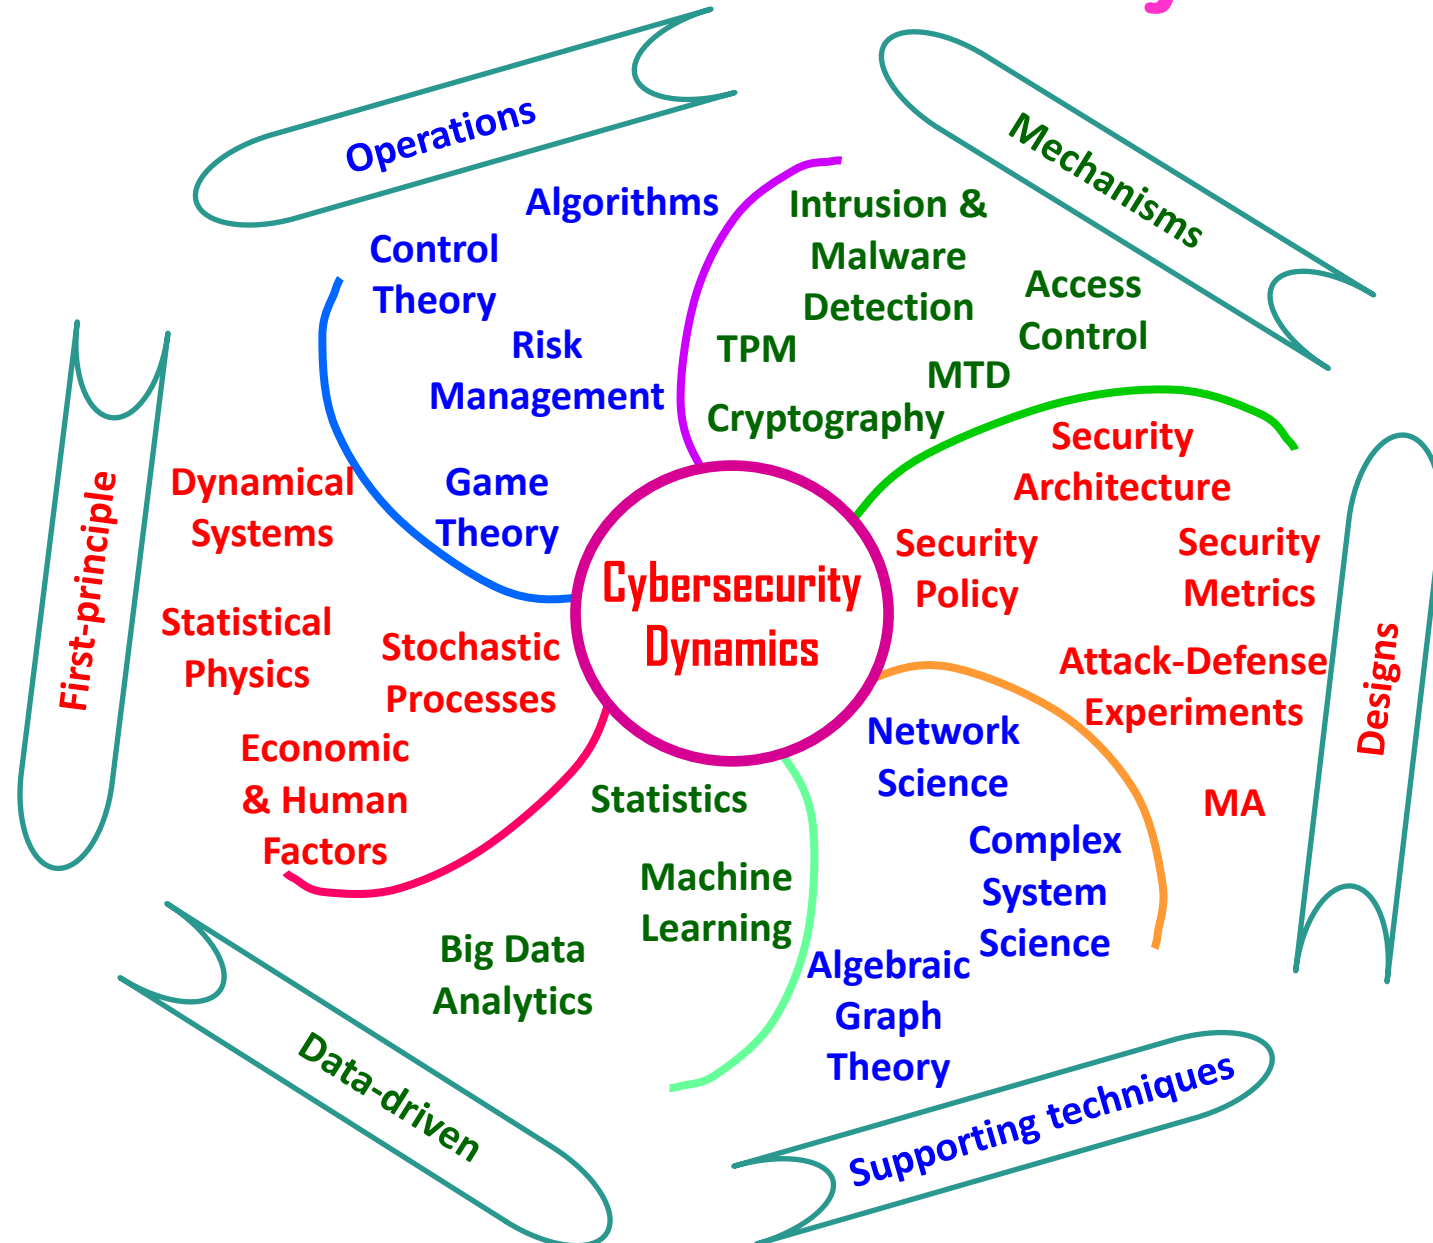 Operations
Algorithms
Control
Theory
Risk
Management
Game
Theory
Mechanisms
Intrusion &
Malware
Detection
Access
Control
TPM
MTD
Cryptography
Designs
Security
Architecture
Security
Policy
Security
Metrics
Attack-Defense
Experiments
MA
Cybersecurity
Dynamics
First-principle
Dynamical
Systems
Statistical
Physics
Stochastic
Processes
Economic
& Human
Factors
Data-driven
Statistics
Machine
Learning
Big Data
Analytics
Supporting techniques
Network
Science
Complex
System
Science
Algebraic
Graph
Theory